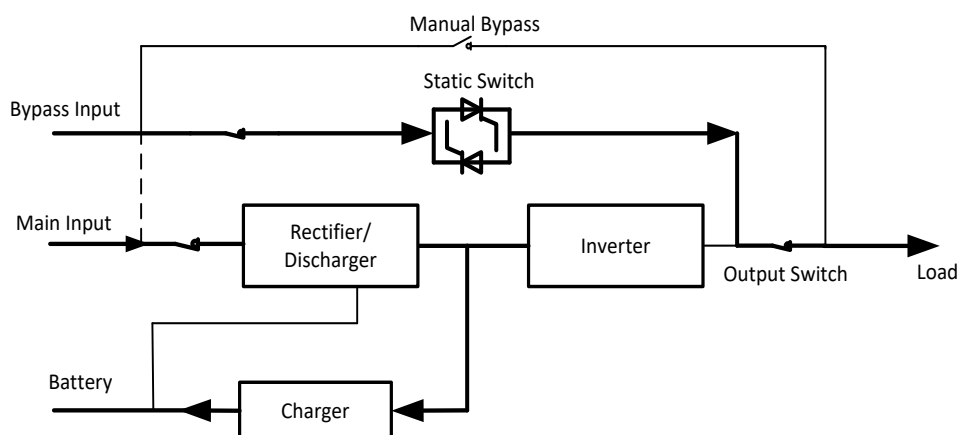 Manual Bypass
Static Switch
Bypass Input
Main Input
Rectifier/
Discharger
Inverter
Output Switch
Load
Battery
Charger